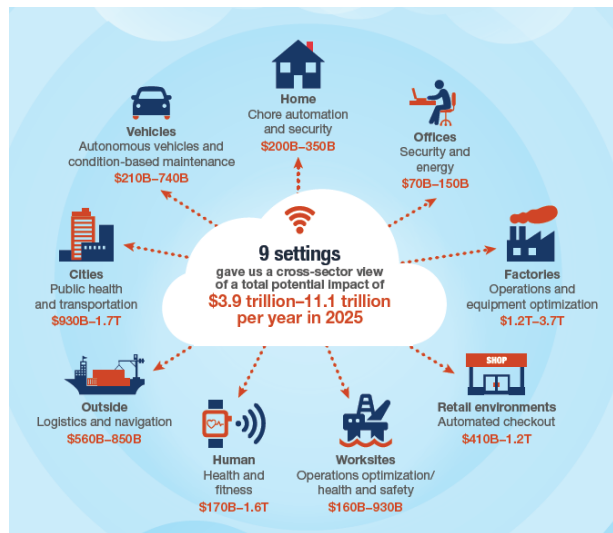 Home
Chore automation
and security
$200B–350B
Vehicles
Autonomous vehicles and
condition-based maintenance
$210B–740B
Offices
Security and
energy
$70B–150B
9 settings
gave us a cross-sector view
of a total potential impact of
$3.9 trillion–11.1 trillion
per year in 2025
Cities
Public health
and transportation
$930B–1.7T
Factories
Operations and
equipment optimization
$1.2T–3.7T
SHOP
Outside
Logistics and navigation
$560B–850B
Retail environments
Automated checkout
$410B–1.2T
Human
Health and
fitness
$170B–1.6T
Worksites
Operations optimization/
health and safety
$160B–930B